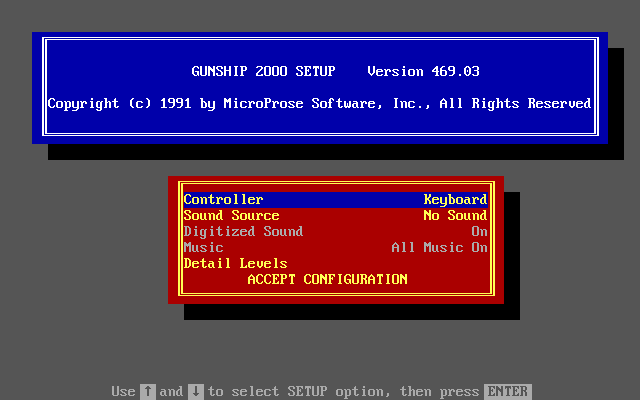 GUNSHIP 2000 SETUP Version 469.03
Copyright (c) 1991 by MicroProse Software, Inc., All Rights Reserved
Controller Keyboard
Sound Source No Sound
Digitized Sound On
Music All Music On
Detail Levels
ACCEPT CONFIGURATION
Use ↑ and ↓ to select SETUP option, then press ENTER